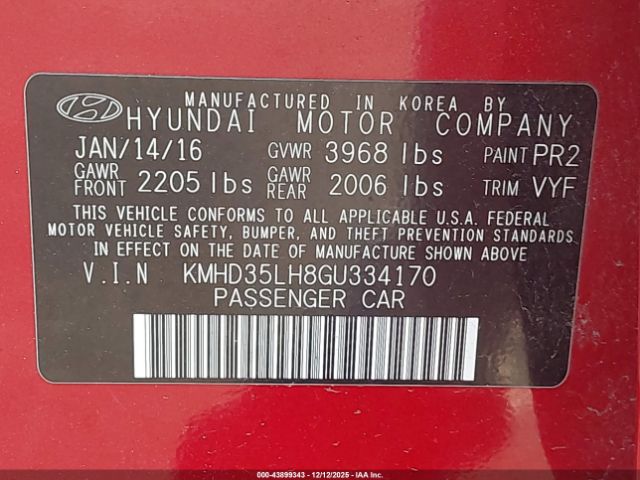 MANUFACTURED IN KOREA BY
HYUNDAI MOTOR COMPANY
JAN/14/16 GVWR 3968 lbs PAINT PR2
GAWR FRONT 2205 lbs GAWR REAR 2006 lbs TRIM VYF
THIS VEHICLE CONFORMS TO ALL APPLICABLE U.S.A. FEDERAL
MOTOR VEHICLE SAFETY, BUMPER, AND THEFT PREVENTION STANDARDS
IN EFFECT ON THE DATE OF MANUFACTURE SHOWN ABOVE.
V.I.N KMHD35LH8GU334170
PASSENGER CAR
000-43899343 - 12/12/2025 - IAAI.COM